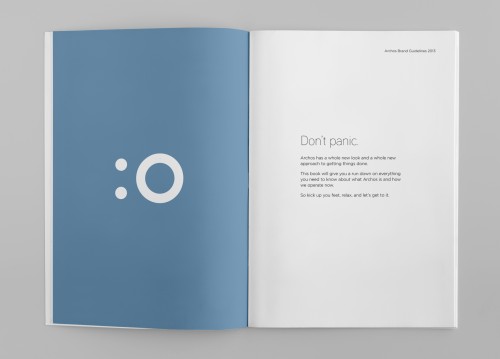 :o
Archos Brand Guidelines 2013
Don't panic.
Archos has a whole new look and a whole new
approach to getting things done.
This book will give you a run down on everything
you need to know about what Archos is and how
we operate now.
So kick up you feet, relax, and let's get to it.